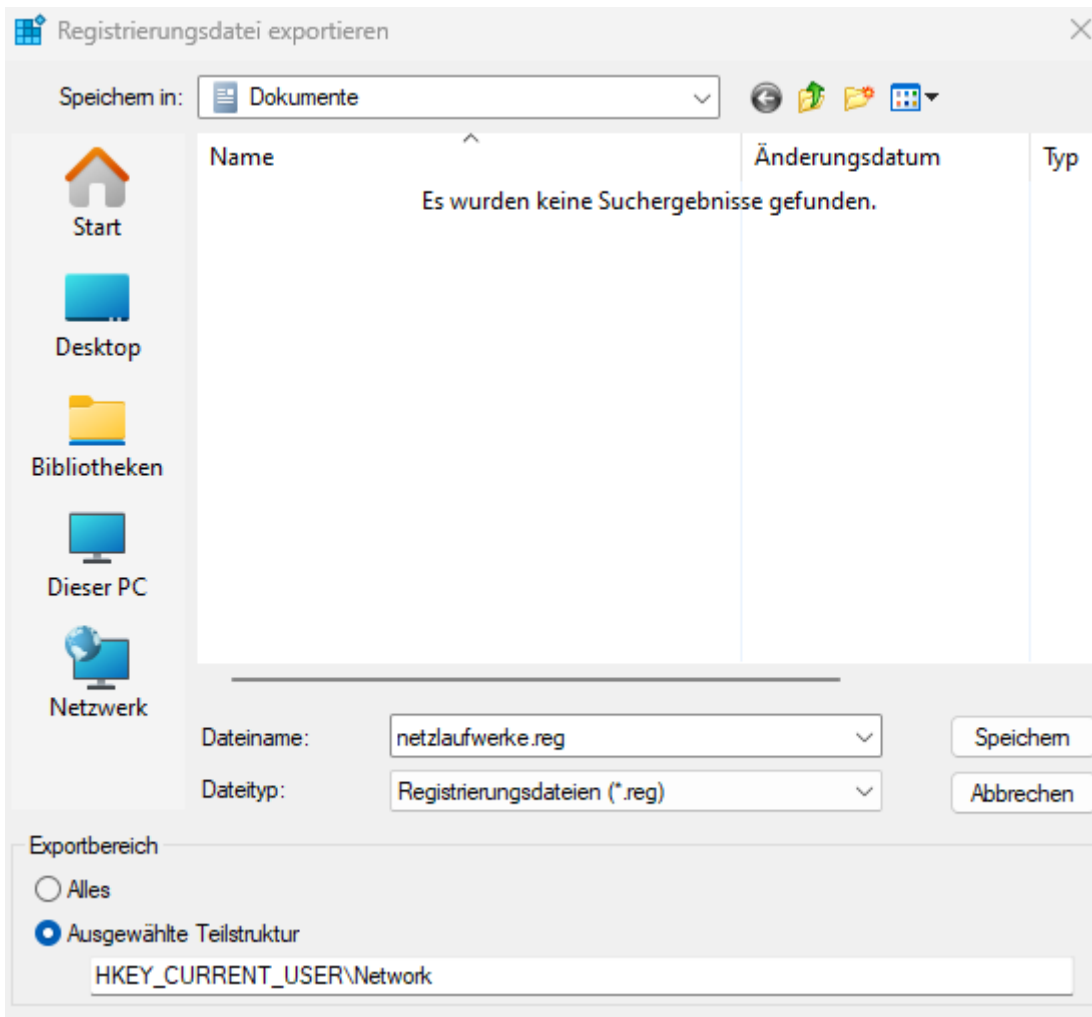 Registrierungsdatei exportieren
Speichern in: Dokumente
Name Änderungsdatum Typ
Es wurden keine Suchergebnisse gefunden.
Start
Desktop
Bibliotheken
Dieser PC
Netzwerk
Dateiname: netzlaufwerke.reg Speichern
Dateityp: Registrierungsdateien (*.reg) Abbrechen
Exportbereich
Alles
Ausgewählte Teilstruktur
HKEY_CURRENT_USER\Network